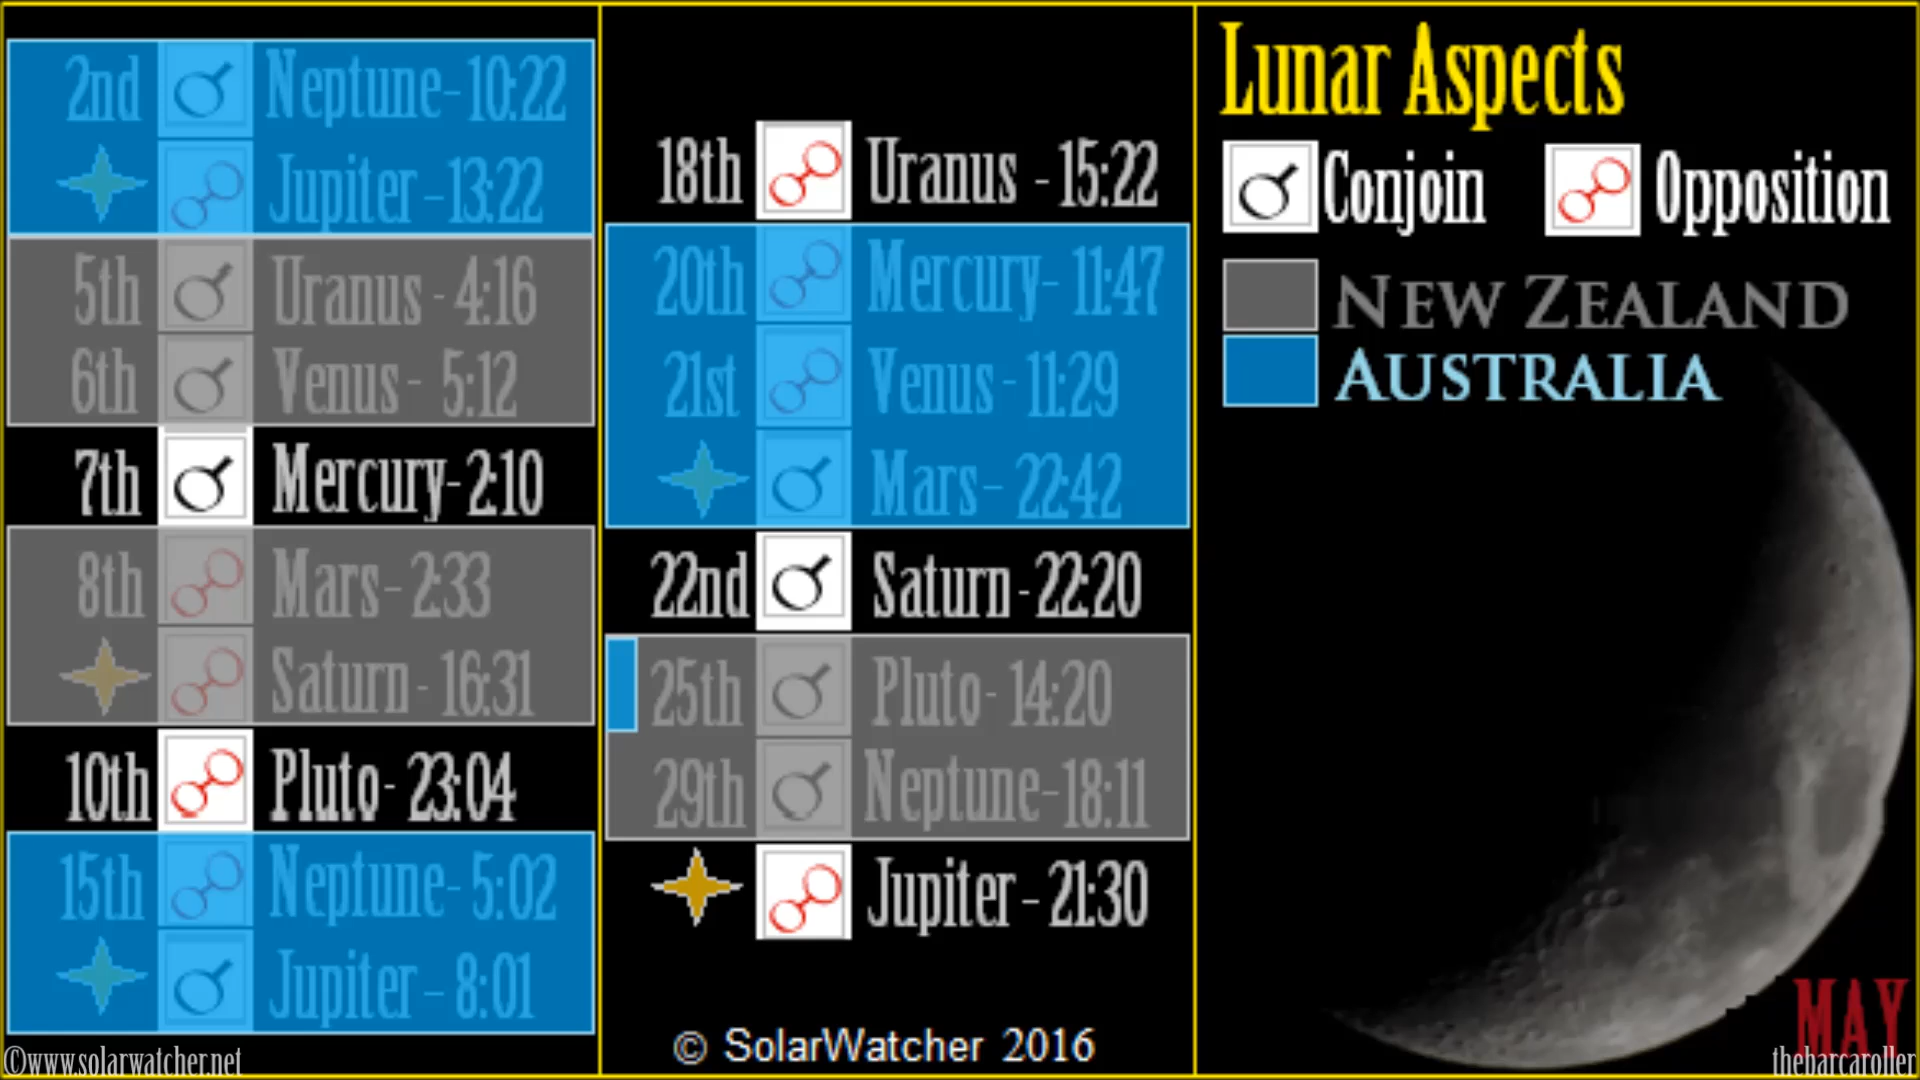 2nd Neptune- 10:22
Jupiter -13:22
5th Uranus - 4:16
6th Venus - 5:12
7th Mercury- 2:10
8th Mars- 2:33
Saturn - 16:31
10th Pluto- 23:04
15th Neptune- 5:02
Jupiter - 8:01
©www.solarwatcher.net
18th Uranus - 15:22
20th Mercury- 11:47
21st Venus - 11:29
Mars- 22:42
22nd Saturn -22:20
25th Pluto- 14:20
29th Neptune-18:11
Jupiter - 21:30
© SolarWatcher 2016
Lunar Aspects
Conjoin Opposition
NEW ZEALAND
AUSTRALIA
MAY
thebarcaroller